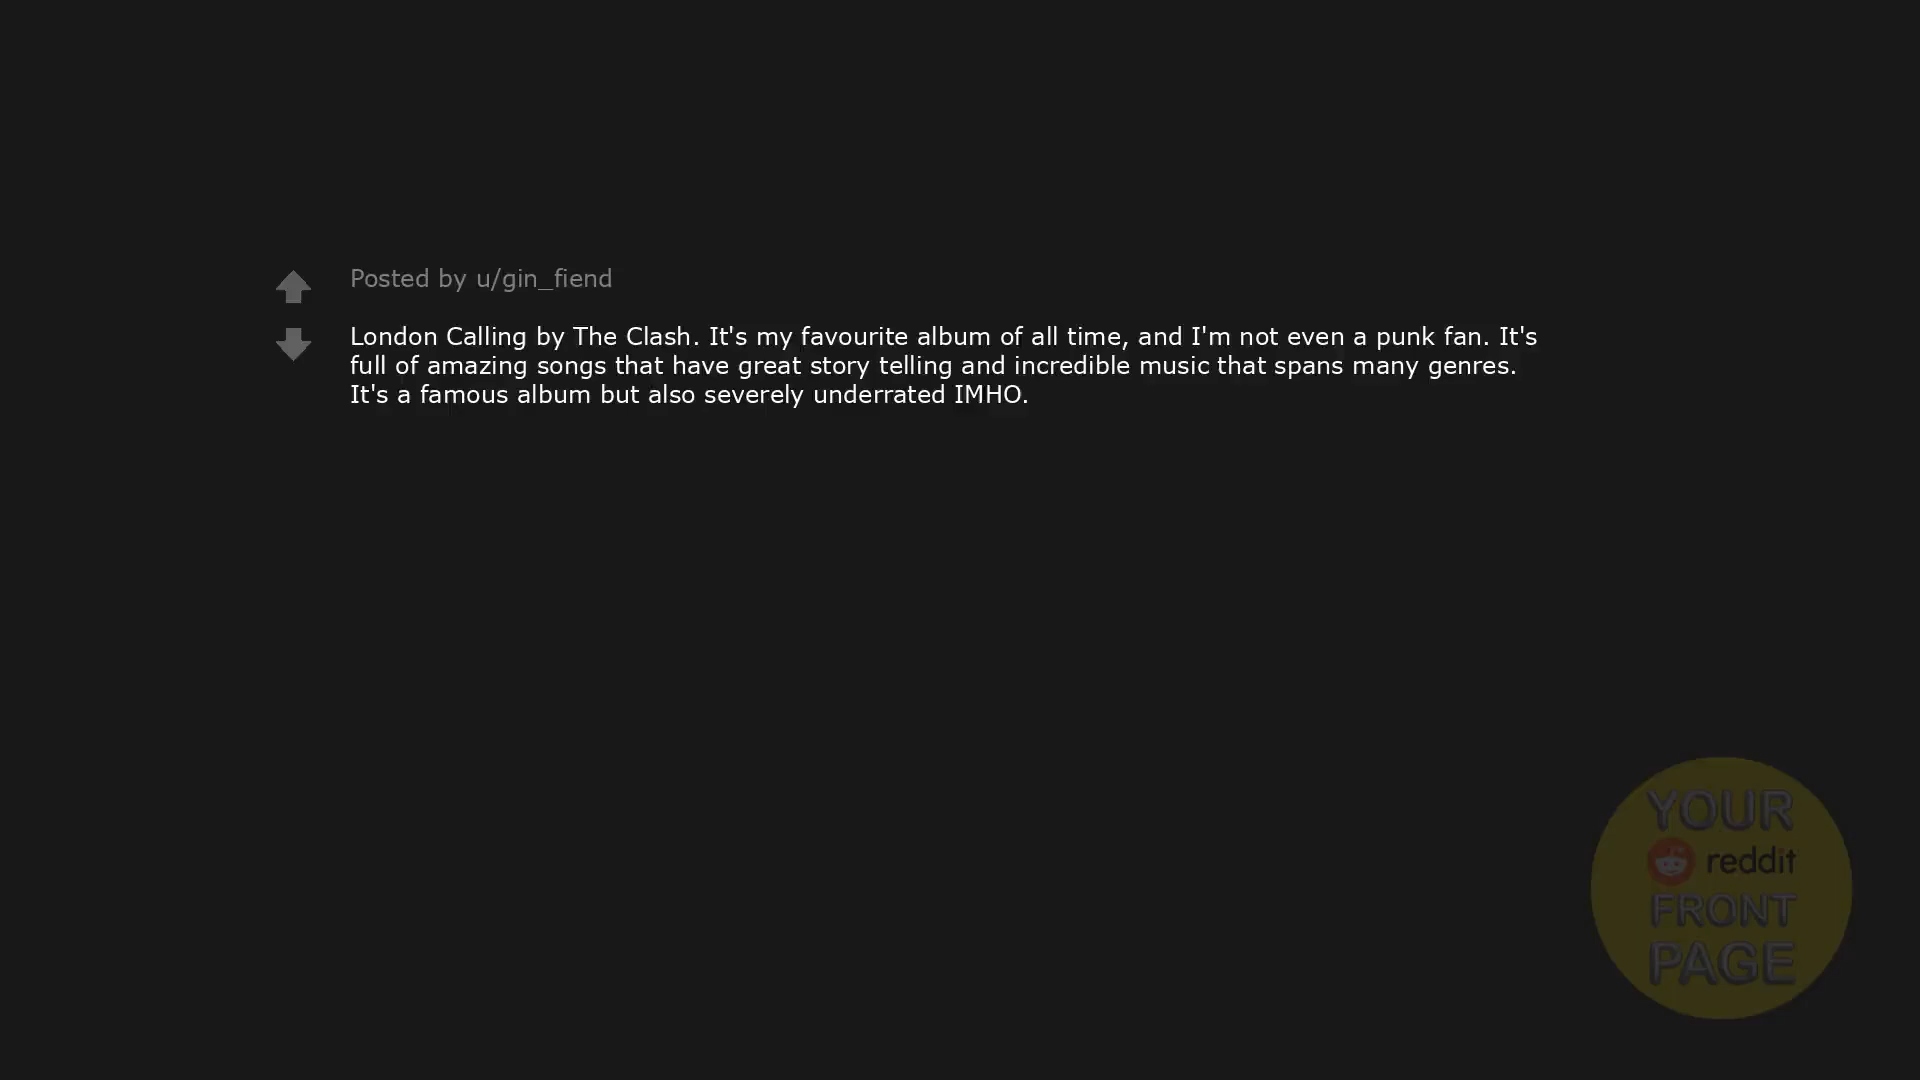 Posted by u/gin_fiend
London Calling by The Clash. It's my favourite album of all time, and I'm not even a punk fan. It's
full of amazing songs that have great story telling and incredible music that spans many genres.
It's a famous album but also severely underrated IMHO.
YOUR
reddit
FRONT
PAGE